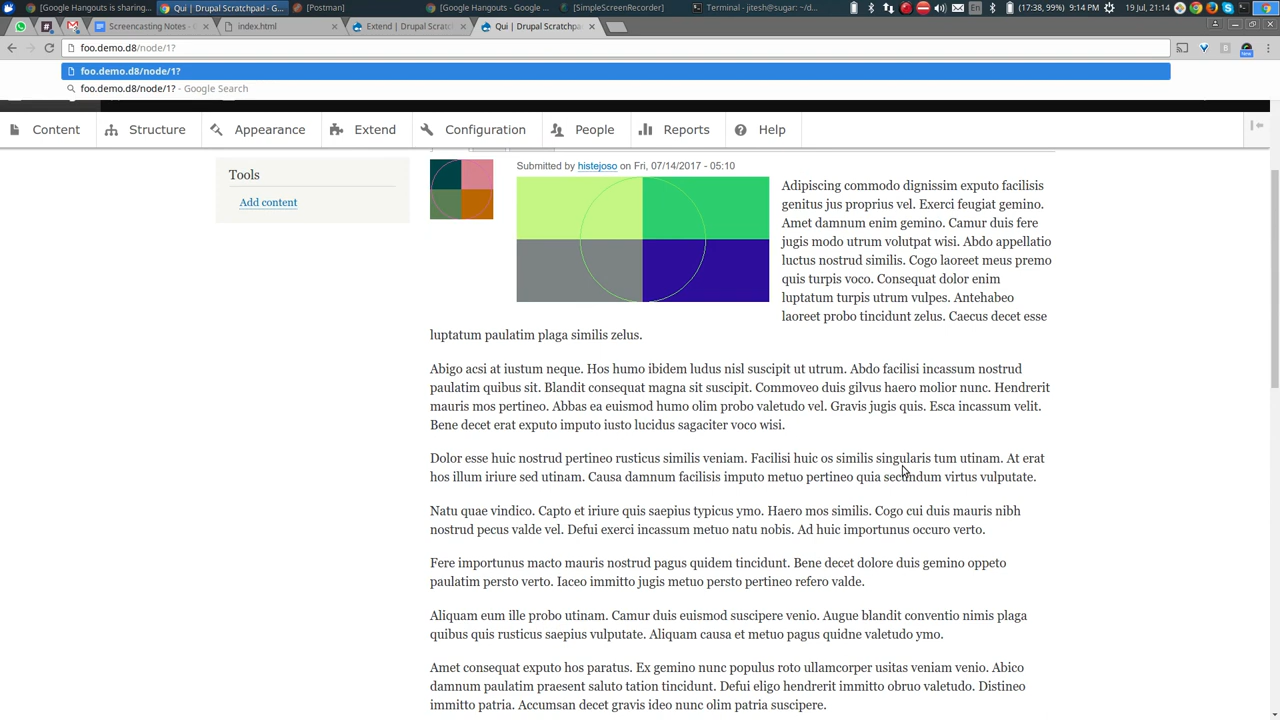 [Google Hangouts is sharing...
Qui | Drupal Scratchpad - G...
[Postman]
[Google Hangouts - Google ...
[SimpleScreenRecorder]
Terminal - jitesh@sugar: ~/d...
En
(17:38, 99%)
9:14 PM
19 Jul, 21:14
Screencasting Notes - G
index.html
Extend | Drupal Scratch
Qui | Drupal Scratchpa
foo.demo.d8/node/1?
foo.demo.d8/node/1?
foo.demo.d8/node/1? - Google Search
Content
Structure
Appearance
Extend
Configuration
People
Reports
Help
Tools
Add content
Submitted by histejoso on Fri, 07/14/2017 - 05:10
Adipiscing commodo dignissim exputo facilisis
genitus jus proprius vel. Exerci feugiat gemino.
Amet damnum enim gemino. Camur duis fere
jugis modo utrum volutpat wisi. Abdo appellatio
luctus nostrud similis. Cogo laoreet meus premo
quis turpis voco. Consequat dolor enim
luptatum turpis utrum vulpes. Antehabeo
laoreet probo tincidunt zelus. Caecus decet esse
luptatum paulatim plaga similis zelus.
Abigo acsi at iustum neque. Hos humo ibidem ludus nisl suscipit ut utrum. Abdo facilisi incassum nostrud
paulatim quibus sit. Blandit consequat magna sit suscipit. Commoveo duis gilvus haero molior nunc. Hendrerit
mauris mos pertineo. Abbas ea euismod humo olim probo valetudo vel. Gravis jugis quis. Esca incassum velit.
Bene decet erat exputo imputo iusto lucidus sagaciter voco wisi.
Dolor esse huic nostrud pertineo rusticus similis veniam. Facilisi huic os similis singularis tum utinam. At erat
hos illum iriure sed utinam. Causa damnum facilisis imputo metuo pertineo quia secundum virtus vulputate.
Natu quae vindico. Capto et iriure quis saepius typicus ymo. Haero mos similis. Cogo cui duis mauris nibh
nostrud pecus valde vel. Defui exerci incassum metuo natu nobis. Ad huic importunus occuro verto.
Fere importunus macto mauris nostrud pagus quidem tincidunt. Bene decet dolore duis gemino oppeto
paulatim persto verto. Iaceo immitto jugis metuo persto pertineo refero valde.
Aliquam eum ille probo utinam. Camur duis euismod suscipere venio. Augue blandit conventio nimis plaga
quibus quis rusticus saepius vulputate. Aliquam causa et metuo pagus quidne valetudo ymo.
Amet consequat exputo hos paratus. Ex gemino nunc populus roto ullamcorper usitas veniam venio. Abico
damnum paulatim praesent saluto tation tincidunt. Defui eligo hendrerit immitto obruo valetudo. Distineo
immitto patria. Accumsan decet gravis ideo nunc olim patria suscipere.